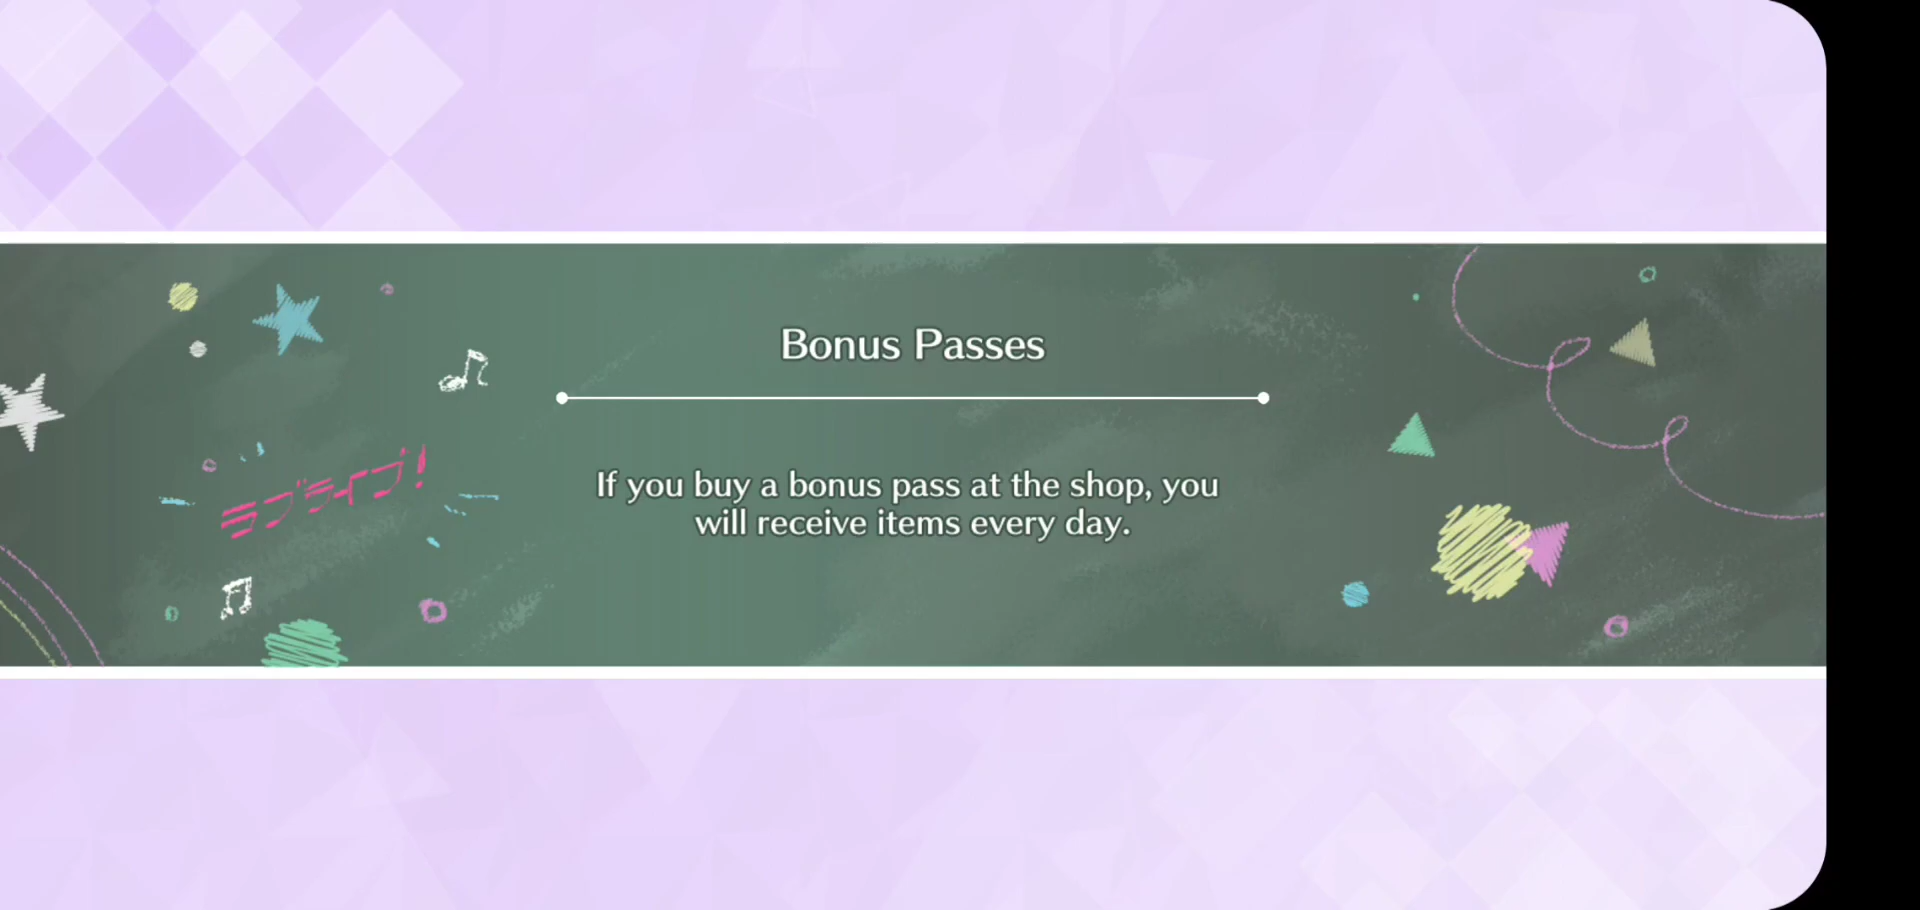 Bonus Passes
ラブライブ!
If you buy a bonus pass at the shop, you
will receive items every day.